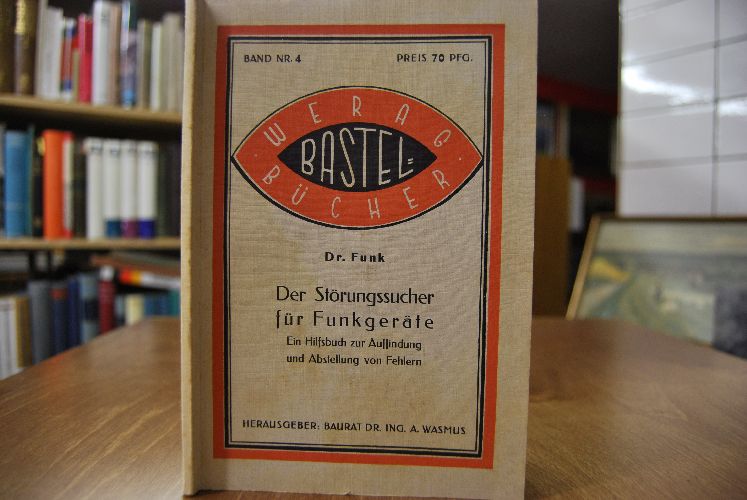 BAND NR. 4 PREIS 70 PFG.
WERAG
BASTEL=
BÜCHER
Dr. Funk
Der Störungssucher
für Funkgeräte
Ein Hilfsbuch zur Auffindung
und Abstellung von Fehlern
HERAUSGEBER: BAURAT DR. ING. A. WASMUS